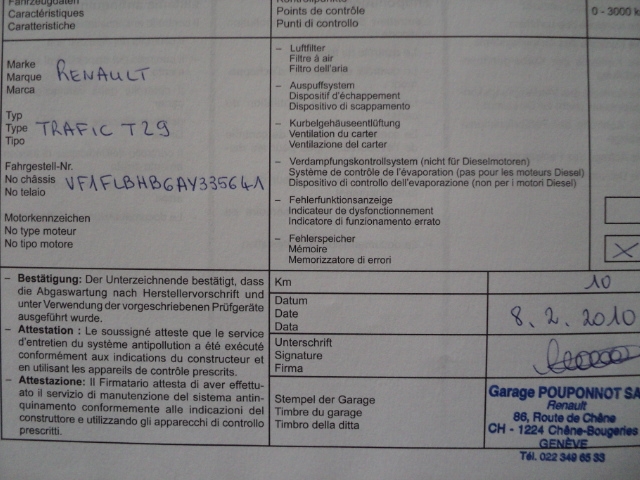 Fahrzeugdaten
Caractéristiques
Caratteristiche
Kontrollpunkte
Points de contrôle
Punti di controllo
0 - 3000 k
Marke
Marque RENAULT
Marca
Typ
Type TRAFIC T29
Tipo
Fahrgestell-Nr.
No châssis VF1FLBHB6AY335641
No telaio
Motorkennzeichen
No type moteur
No tipo motore
– Luftfilter
Filtre à air
Filtro dell'aria
– Auspuffsystem
Dispositif d'échappement
Dispositivo di scappamento
– Kurbelgehäuseentlüftung
Ventilation du carter
Ventilazione del carter
– Verdampfungskontrollsystem (nicht für Dieselmotoren)
Système de contrôle de l'évaporation (pas pour les moteurs Diesel)
Dispositivo di controllo dell'evaporazione (non per i motori Diesel)
– Fehlerfunktionsanzeige
Indicateur de dysfonctionnement
Indicatore di funzionamento errato
– Fehlerspeicher
Mémoire
Memorizzatore di errori
X
– Bestätigung: Der Unterzeichnende bestätigt, dass
die Abgaswartung nach Herstellervorschrift und
unter Verwendung der vorgeschriebenen Prüfgeräte
ausgeführt wurde.
– Attestation : Le soussigné atteste que le service
d'entretien du système antipollution a été exécuté
conformément aux indications du constructeur et
en utilisant les appareils de contrôle prescrits.
– Attestazione: Il Firmatario attesta di aver effettu-
ato il servizio di manutenzione del sistema antin-
quinamento conformemente alle indicazioni del
construttore e utilizzando gli apparecchi di controllo
prescritti.
Km 10
Datum
Date 8.2.2010
Data
Unterschrift
Signature
Firma
Stempel der Garage
Timbre du garage
Timbro della ditta
Garage POUPONNOT SA
Renault
86, Route de Chêne
CH - 1224 Chêne-Bougeries
GENÈVE
Tél. 022 349 65 33